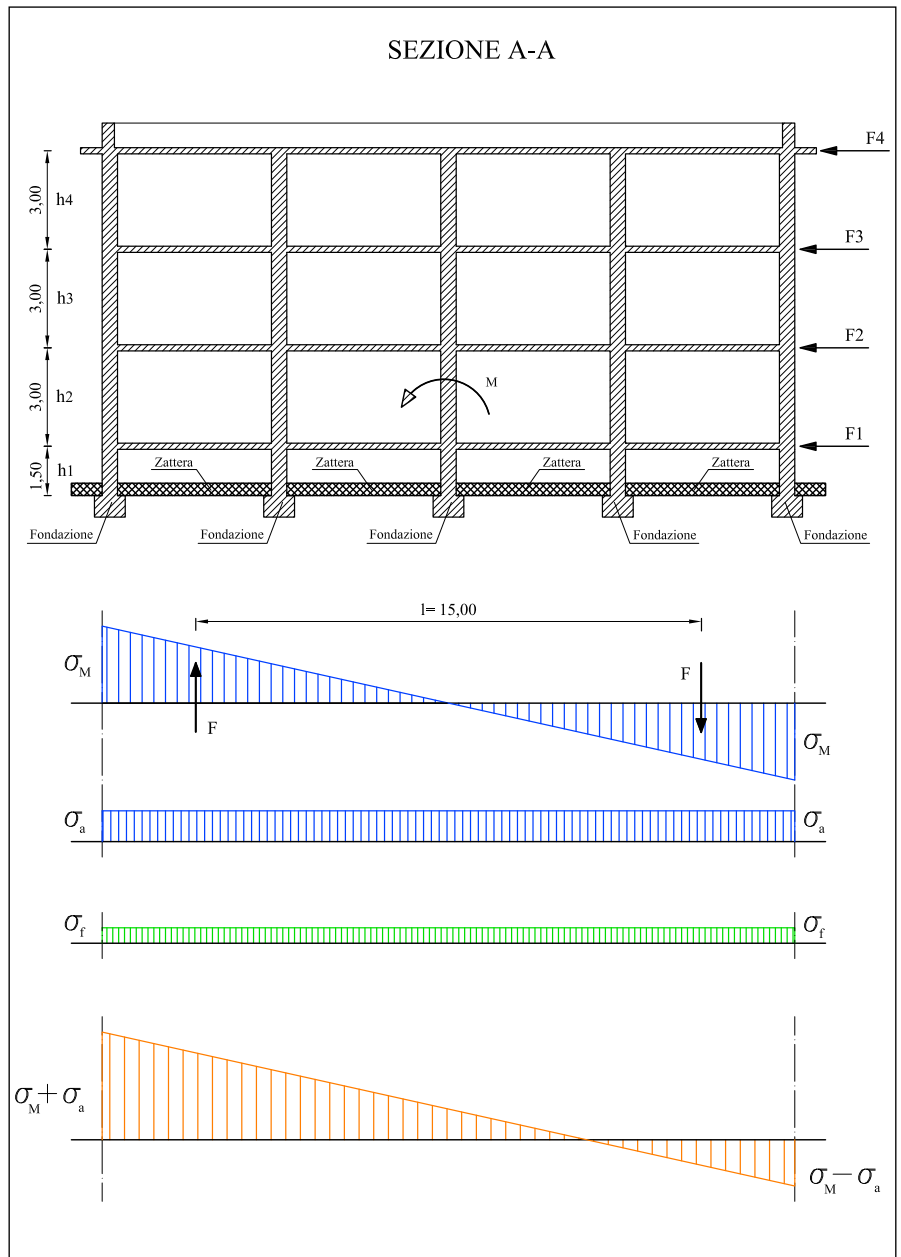 SEZIONE A-A
F4
3,00 h4
F3
3,00 h3
F2
3,00 h2
M
F1
1,50 h1
Zattera Zattera Zattera Zattera
Fondazione Fondazione Fondazione Fondazione Fondazione
l= 15,00
σM F F σM
σa σa
σf σf
σM+σa
σM−σa